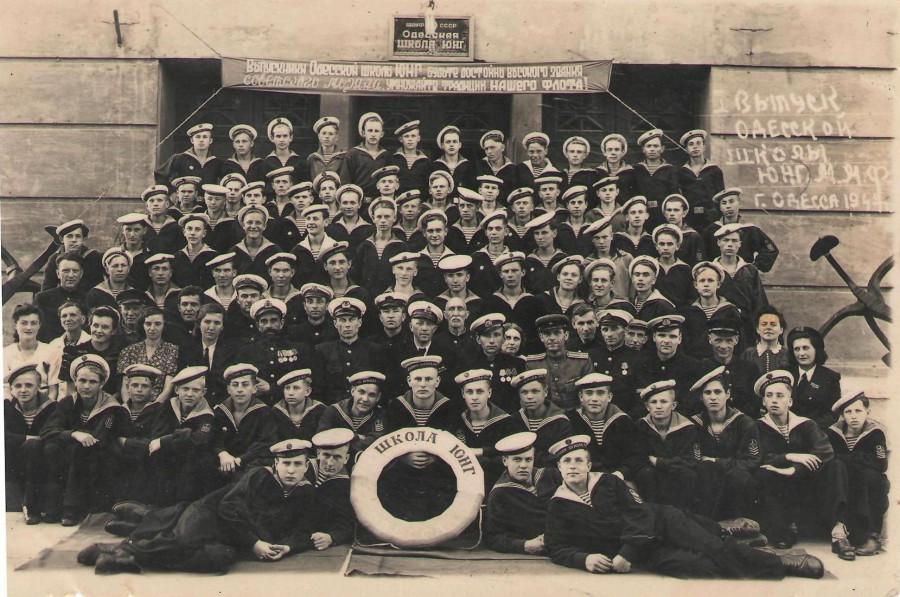 СССР
Одесская
школа ЮНГ
Выпускники Одесской школы ЮНГ будьте достойны высокого звания
советского моряка умножайте традиции нашего флота!
I Выпуск
Одесской
школы
ЮНГ ММФ
г. Одесса
ШКОЛА ЮНГ